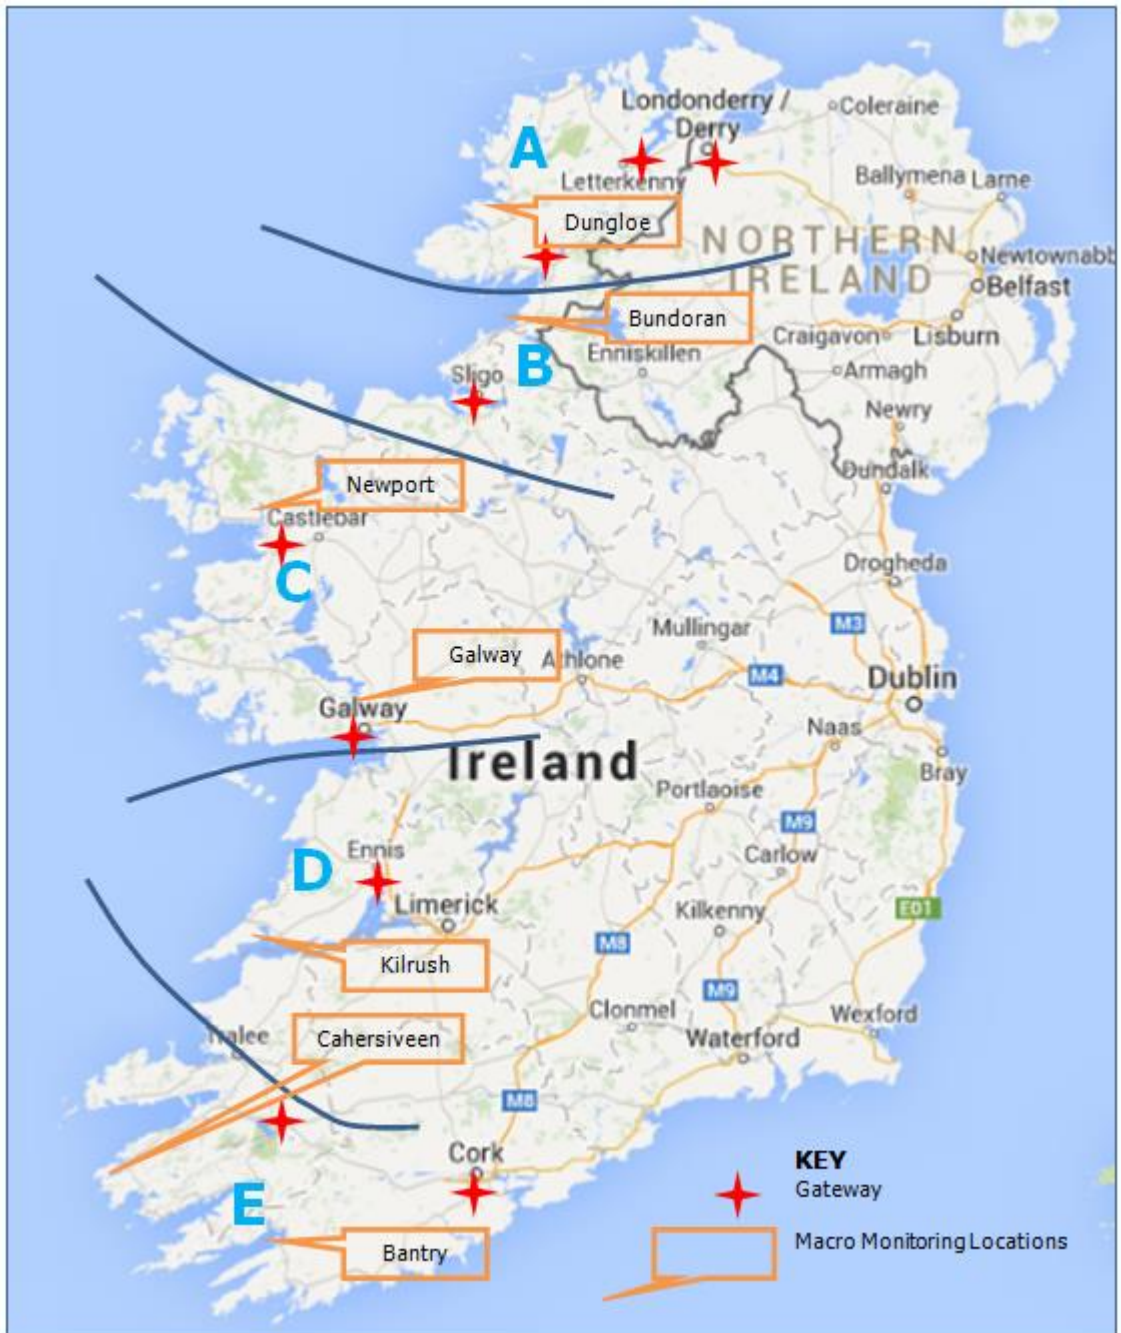 Londonderry /
Derry
Coleraine
A
Letterkenny
Ballymena
Larne
Dungloe
NORTHERN
IRELAND
Newtownabb
Belfast
Bundoran
Craigavon
Lisburn
Enniskillen
B
Sligo
Armagh
Newry
Dundalk
Newport
Castlebar
C
Drogheda
M3
Mullingar
Galway
Athlone
M4
Dublin
Galway
Naas
Ireland
Bray
Portlaoise
M9
Ennis
D
Carlow
Limerick
Kilkenny
E01
M8
Kilrush
M9
Clonmel
Wexford
Tralee
Cahersiveen
Waterford
M8
Cork
KEY
Gateway
E
Macro Monitoring Locations
Bantry